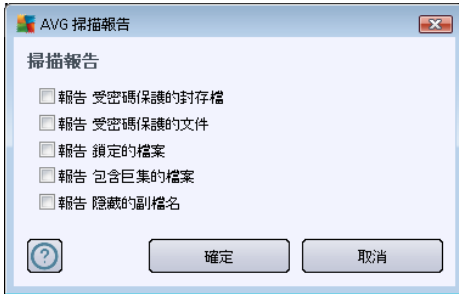 AVG 掃描報告
掃描報告
報告 受密碼保護的封存檔
報告 受密碼保護的文件
報告 鎖定的檔案
報告 包含巨集的檔案
報告 隱藏的副檔名
確定
取消